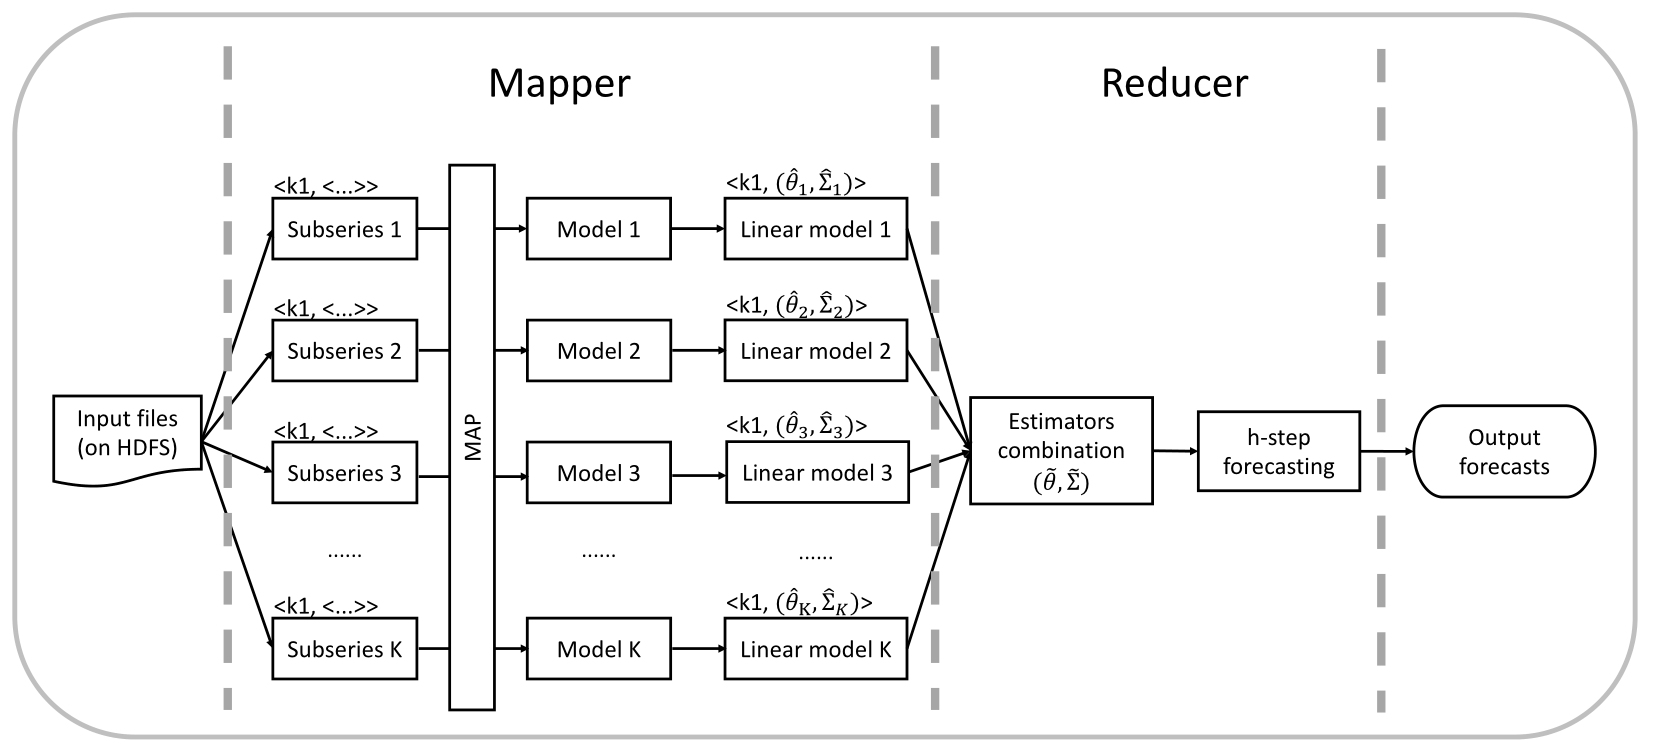 Mapper
Reducer
<k1, <...>>
<k1, (θ̂₁, Σ̂₁)>
Subseries 1
Model 1
Linear model 1
<k1, <...>>
<k1, (θ̂₂, Σ̂₂)>
Subseries 2
Model 2
Linear model 2
Input files
(on HDFS)
<k1, <...>>
<k1, (θ̂₃, Σ̂₃)>
Subseries 3
MAP
Model 3
Linear model 3
Estimators
combination
(θ̃, Σ̃)
h-step
forecasting
Output
forecasts
......
......
......
<k1, <...>>
<k1, (θ̂_K, Σ̂_K)>
Subseries K
Model K
Linear model K